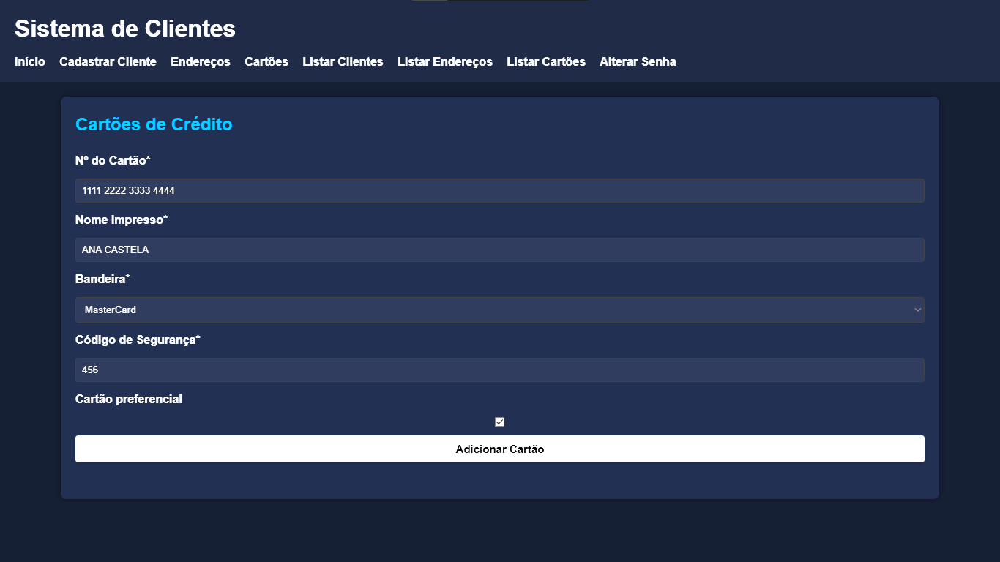 Sistema de Clientes
Início Cadastrar Cliente Endereços Cartões Listar Clientes Listar Endereços Listar Cartões Alterar Senha
Cartões de Crédito
Nº do Cartão*
1111 2222 3333 4444
Nome impresso*
ANA CASTELA
Bandeira*
MasterCard
Código de Segurança*
456
Cartão preferencial
Adicionar Cartão